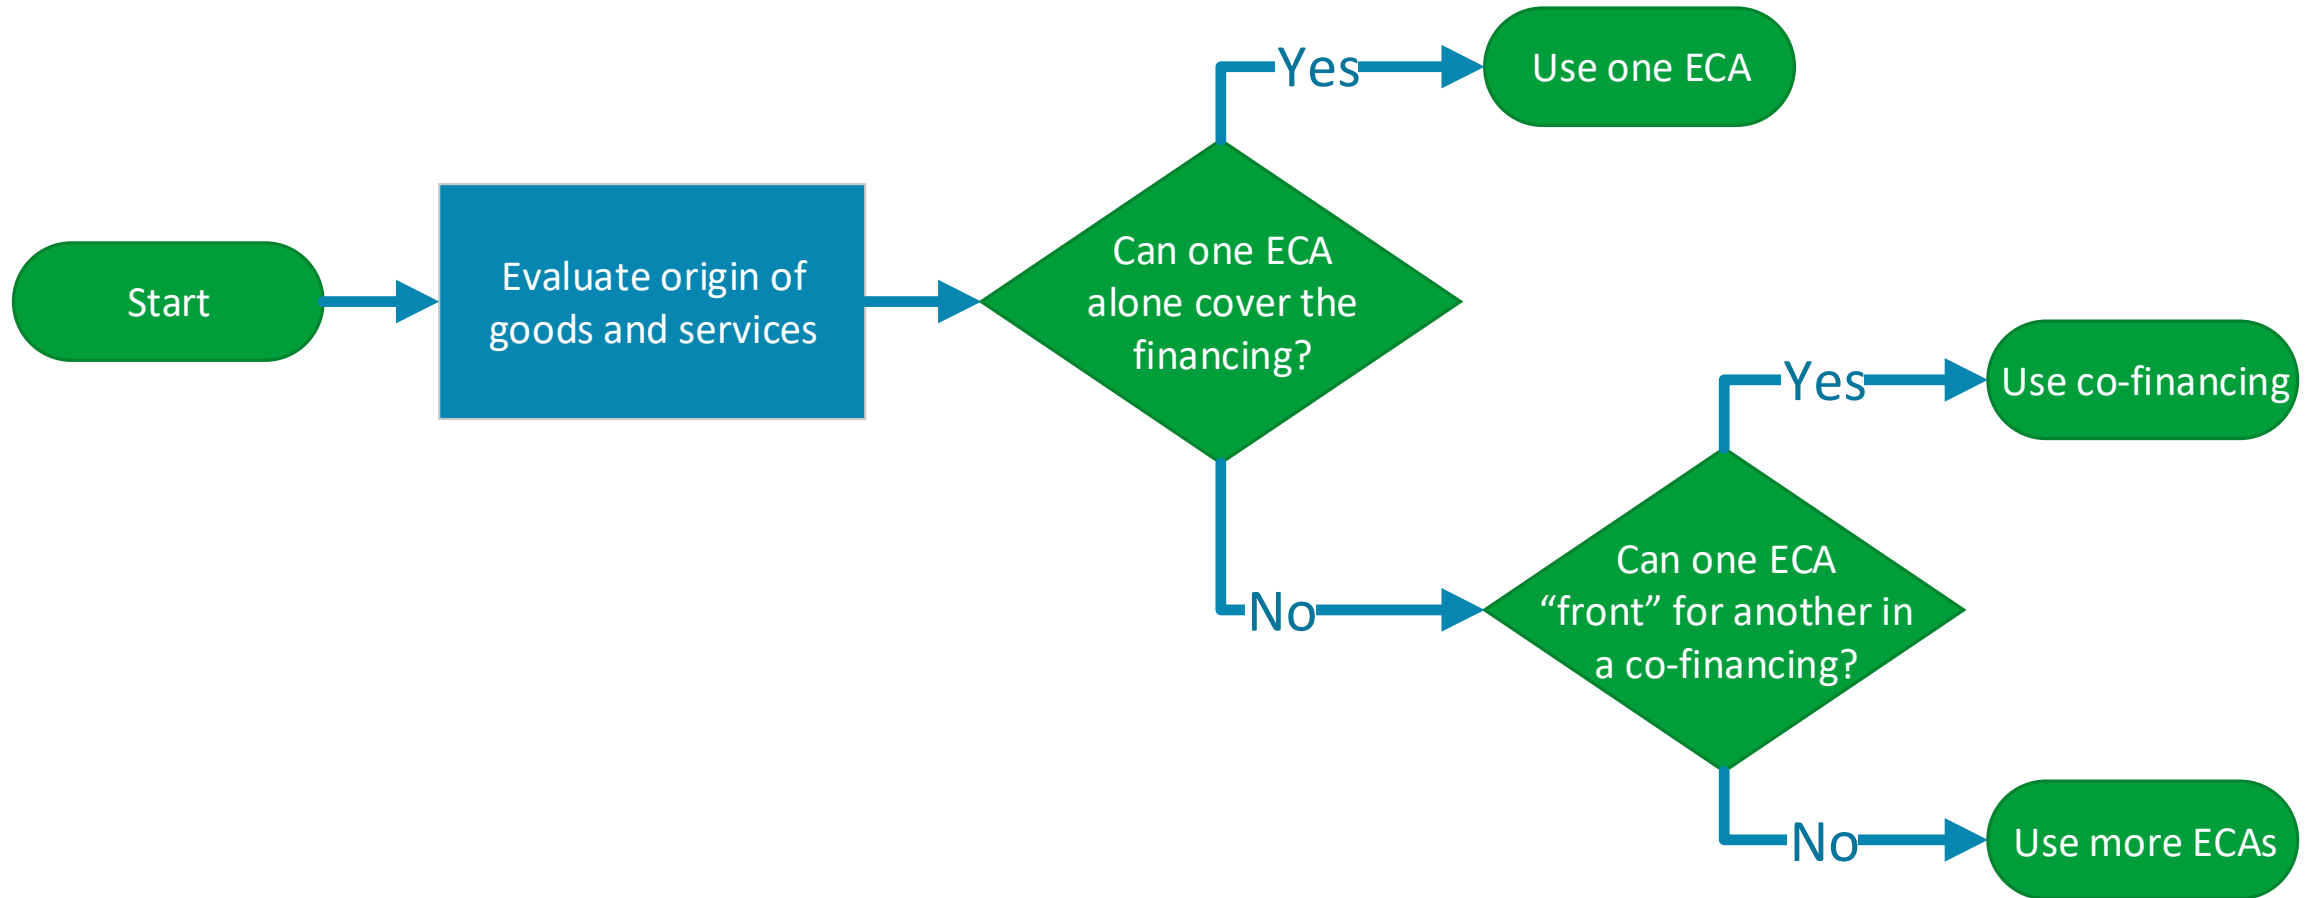 Start
Evaluate origin of
goods and services
Can one ECA
alone cover the
financing?
Yes
Use one ECA
No
Can one ECA
“front” for another in
a co-financing?
Yes
Use co-financing
No
Use more ECAs